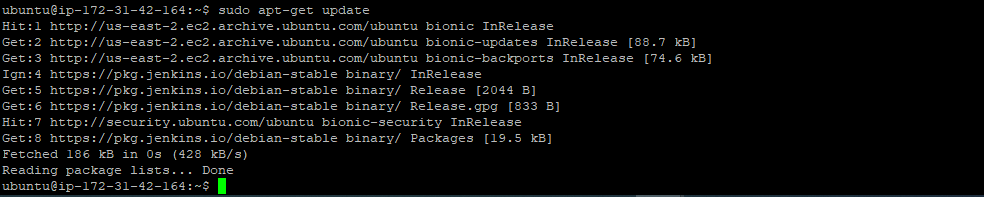 ubuntu@ip-172-31-42-164:~$ sudo apt-get update
Hit:1 http://us-east-2.ec2.archive.ubuntu.com/ubuntu bionic InRelease
Get:2 http://us-east-2.ec2.archive.ubuntu.com/ubuntu bionic-updates InRelease [88.7 kB]
Get:3 http://us-east-2.ec2.archive.ubuntu.com/ubuntu bionic-backports InRelease [74.6 kB]
Ign:4 https://pkg.jenkins.io/debian-stable binary/ InRelease
Get:5 https://pkg.jenkins.io/debian-stable binary/ Release [2044 B]
Get:6 https://pkg.jenkins.io/debian-stable binary/ Release.gpg [833 B]
Hit:7 http://security.ubuntu.com/ubuntu bionic-security InRelease
Get:8 https://pkg.jenkins.io/debian-stable binary/ Packages [19.5 kB]
Fetched 186 kB in 0s (428 kB/s)
Reading package lists... Done
ubuntu@ip-172-31-42-164:~$